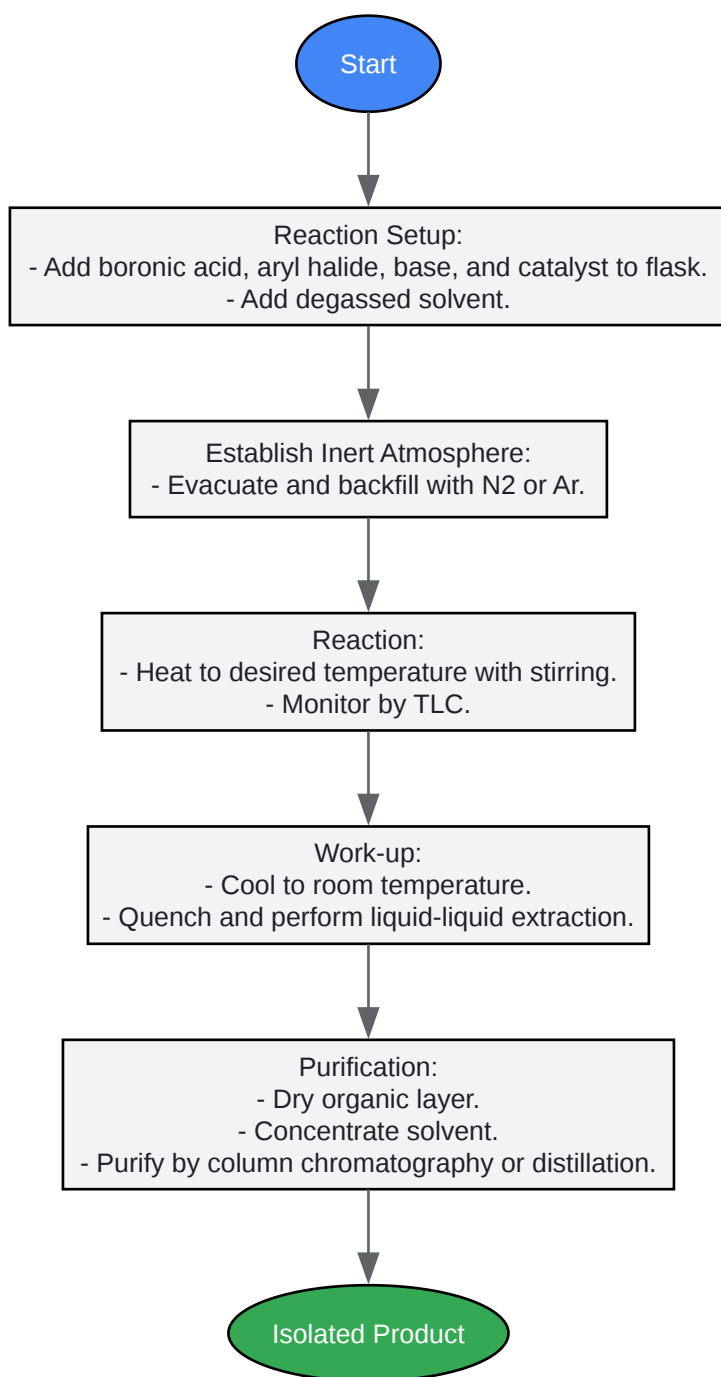 Start
Reaction Setup:
- Add boronic acid, aryl halide, base, and catalyst to flask.
- Add degassed solvent.
Establish Inert Atmosphere:
- Evacuate and backfill with N2 or Ar.
Reaction:
- Heat to desired temperature with stirring.
- Monitor by TLC.
Work-up:
- Cool to room temperature.
- Quench and perform liquid-liquid extraction.
Purification:
- Dry organic layer.
- Concentrate solvent.
- Purify by column chromatography or distillation.
Isolated Product